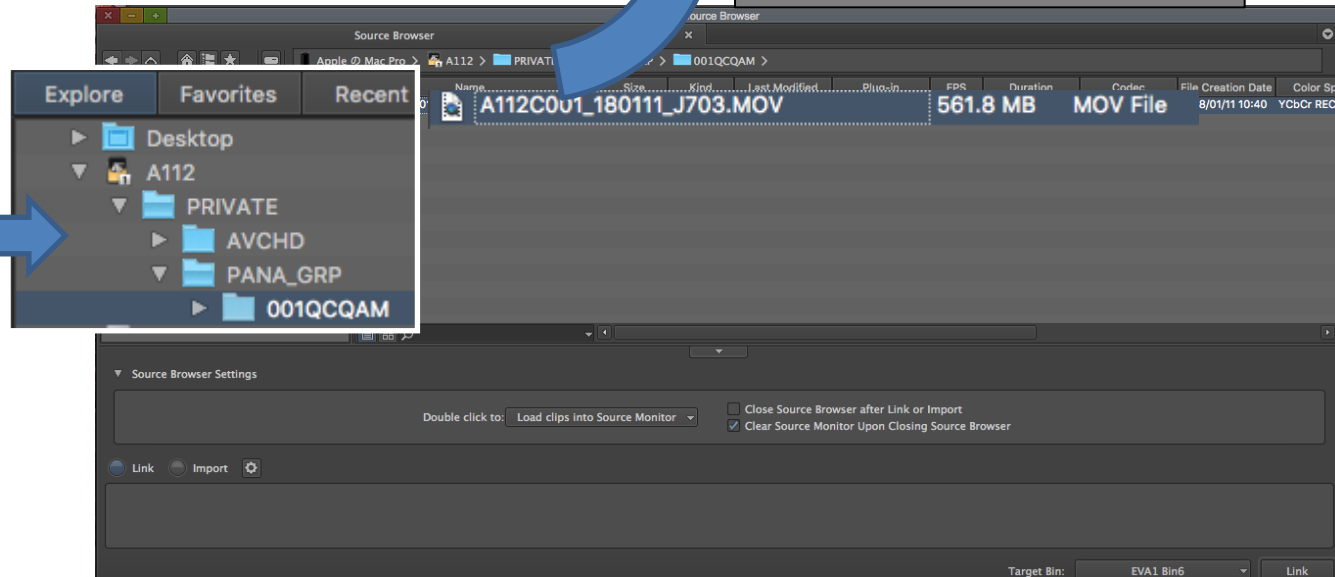 Source Browser
Source Browser
Apple Mac Pro > A112 > PRIVATE > 001QCQAM >
Explore Favorites Recent
Name Size Kind Last Modified Plug-in FPS Duration Codec File Creation Date Color Sp
A112C001_180111_J703.MOV 561.8 MB MOV File 8/01/11 10:40 YCbCr REC
Desktop
A112
PRIVATE
AVCHD
PANA_GRP
001QCQAM
Source Browser Settings
Double click to: Load clips into Source Monitor
Close Source Browser after Link or Import
Clear Source Monitor Upon Closing Source Browser
Link Import
Target Bin: EVA1 Bin6 Link